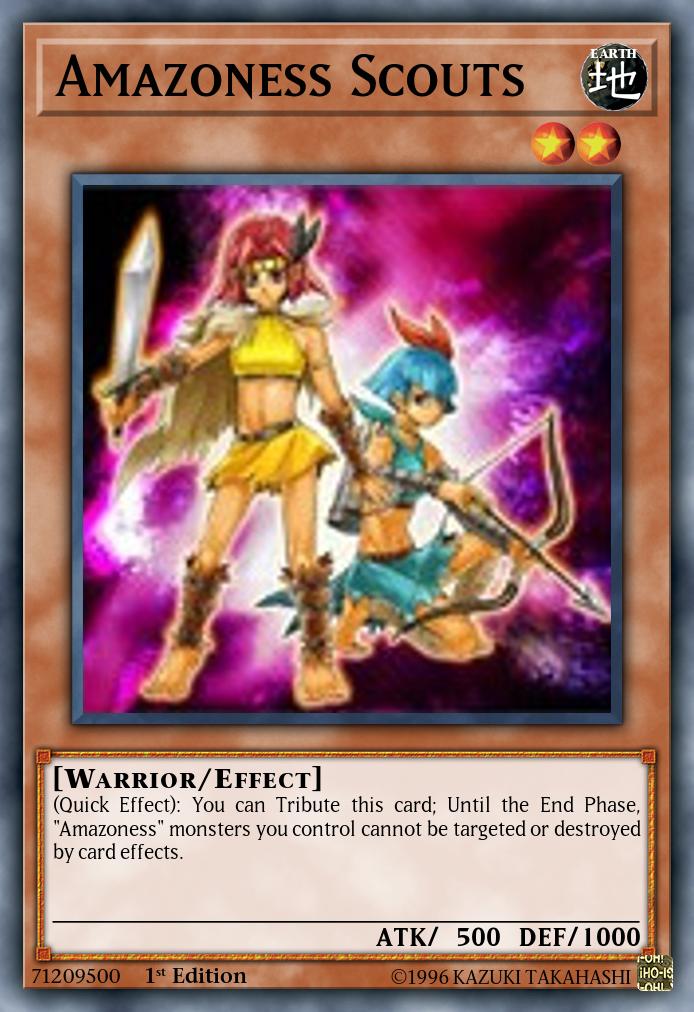 Amazoness Scouts
EARTH
地
[Warrior/Effect]
(Quick Effect): You can Tribute this card; Until the End Phase,
"Amazoness" monsters you control cannot be targeted or destroyed
by card effects.
ATK/ 500 DEF/1000
71209500 1st Edition ©1996 KAZUKI TAKAHASHI